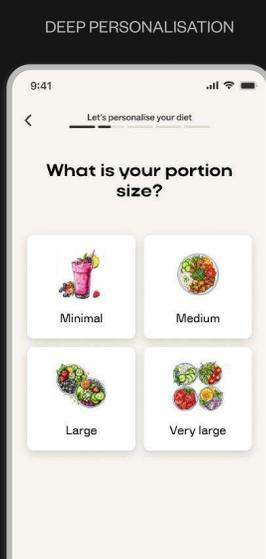 DEEP PERSONALISATION
9:41
Let's personalise your diet
What is your portion
size?
Minimal
Medium
Large
Very large